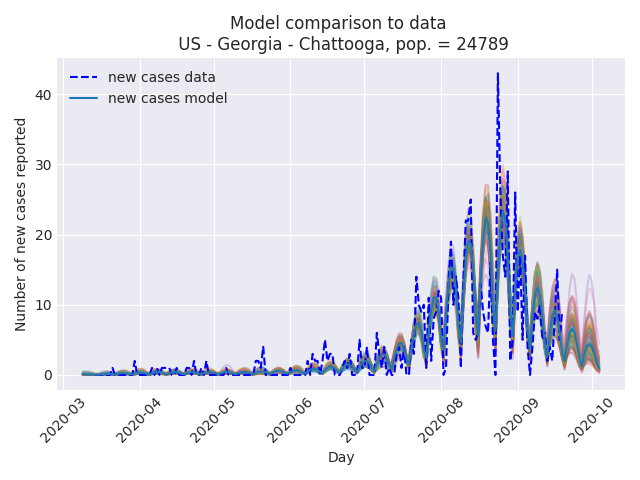 Model comparison to data
US - Georgia - Chattooga, pop. = 24789
new cases data
new cases model
Number of new cases reported
40
30
20
10
0
2020-03
2020-04
2020-05
2020-06
2020-07
2020-08
2020-09
2020-10
Day